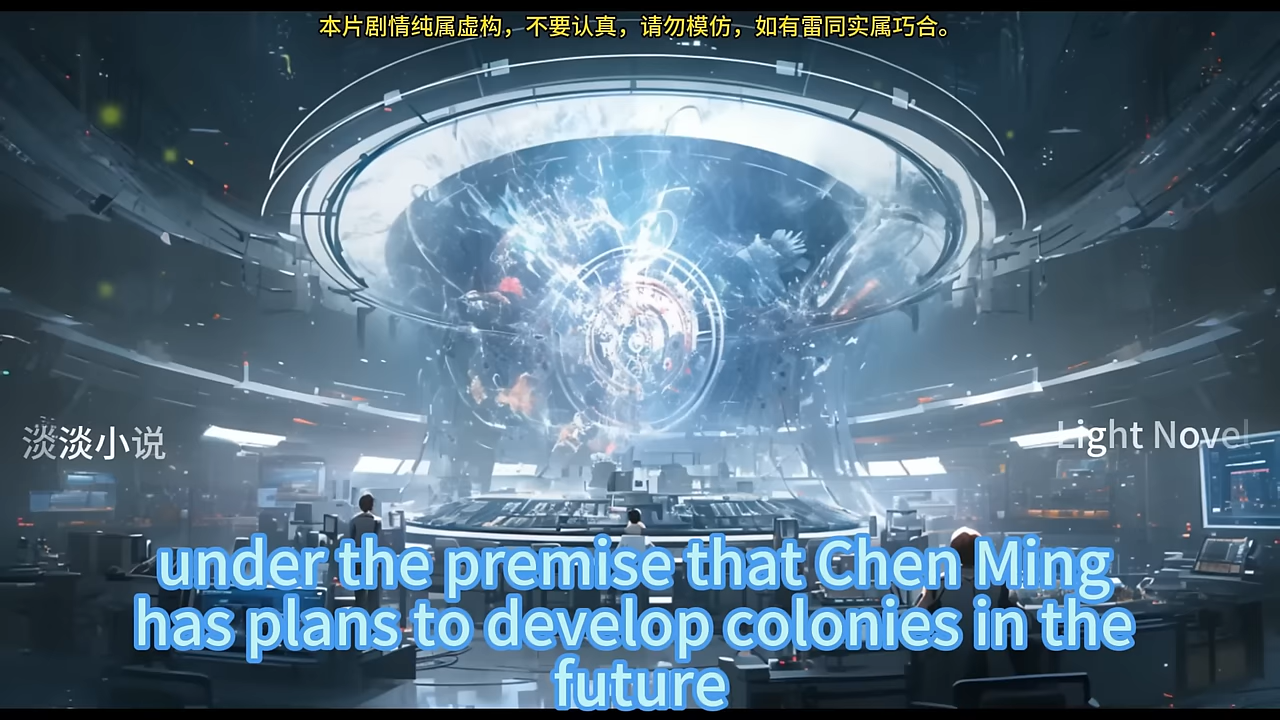 本片剧情纯属虚构，不要认真，请勿模仿，如有雷同实属巧合。
淡淡小说
Light Novel
under the premise that Chen Ming
has plans to develop colonies in the
future